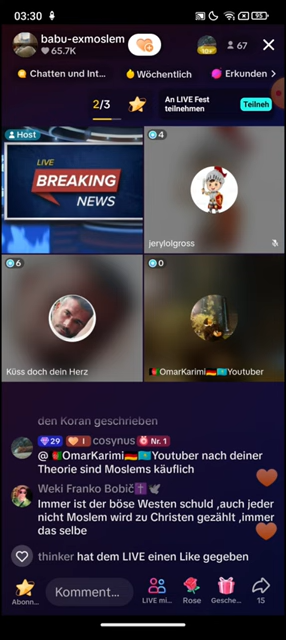 03:30
95
babu-exmoslem
65.7K
67
Chatten und Int...
Wöchentlich
Erkunden
2/3
An LIVE Fest
teilnehmen
Teilneh
Host
LIVE
BREAKING
NEWS
4
jerylolgross
6
Küss doch dein Herz
0
🇦🇫OmarKarimi🇩🇪🇰🇿Youtuber
den Koran geschrieben
29 I cosynus Nr. 1
@🇦🇫OmarKarimi🇩🇪🇰🇿Youtuber nach deiner
Theorie sind Moslems käuflich
Weki Franko Bobič✝️🕊
Immer ist der böse Westen schuld ,auch jeder
nicht Moslem wird zu Christen gezählt ,immer
das selbe
thinker hat dem LIVE einen Like gegeben
Abonn...
Kommentar...
LIVE mi...
Rose
Gesche...
15